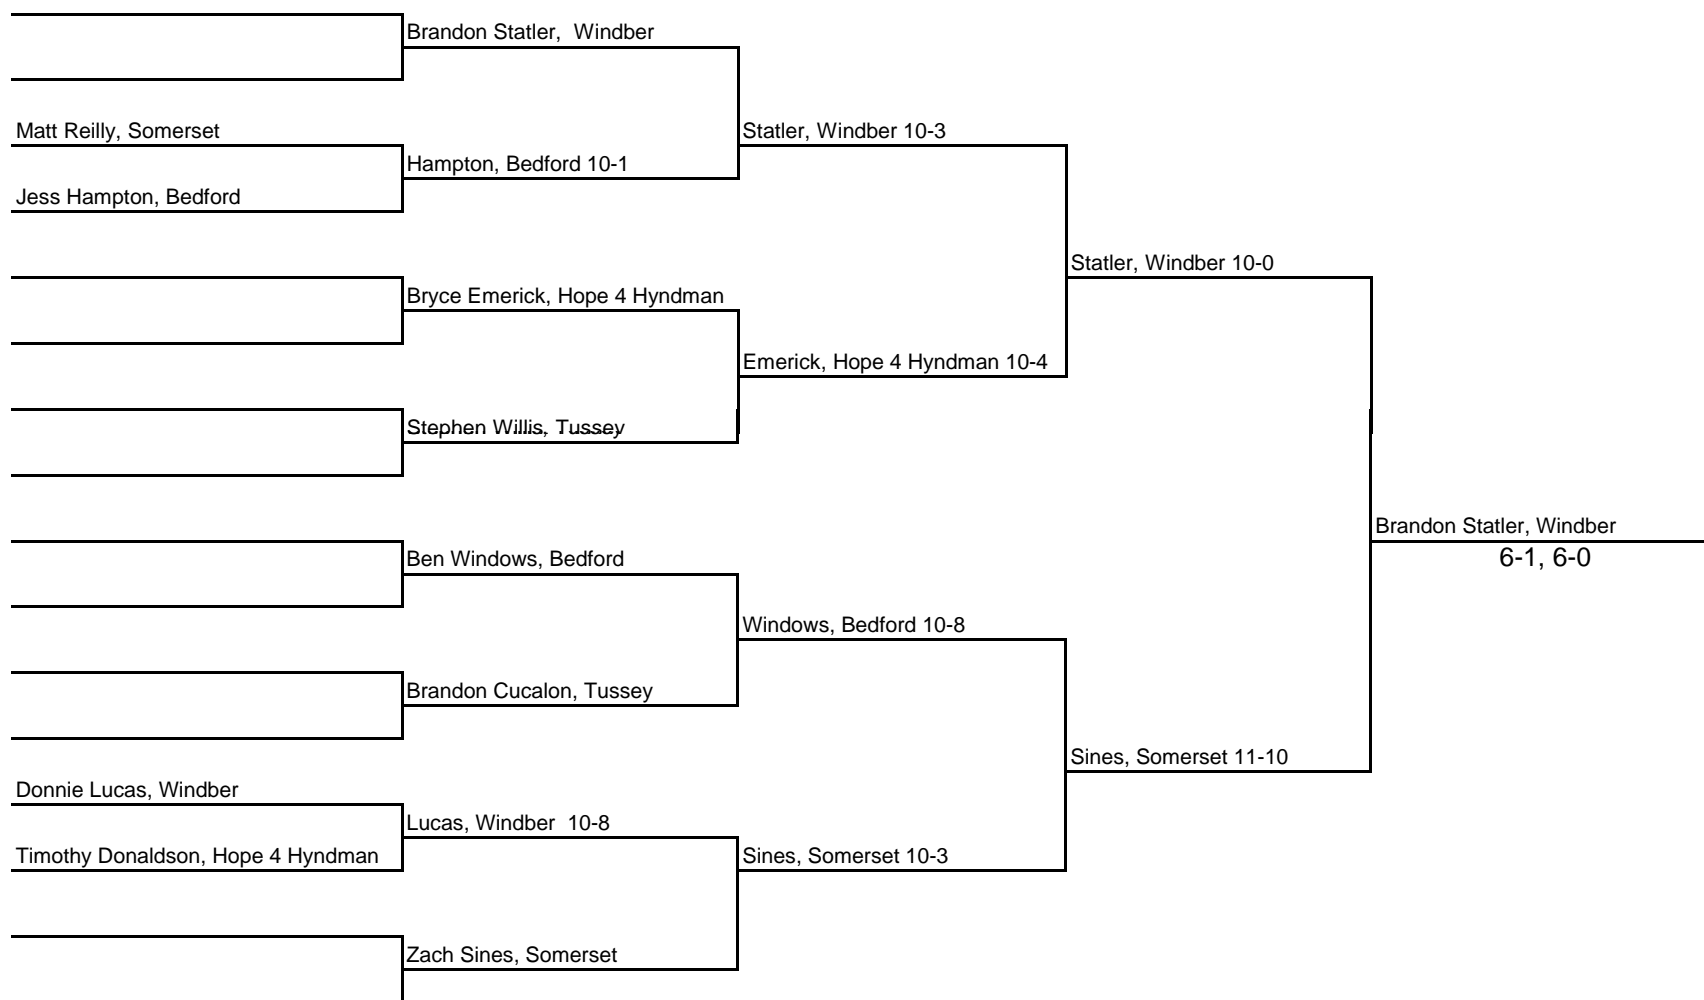 Brandon Statler,  Windber
Matt Reilly, Somerset
Statler, Windber 10-3
Hampton, Bedford 10-1
Jess Hampton, Bedford
Statler, Windber 10-0
Bryce Emerick, Hope 4 Hyndman
Emerick, Hope 4 Hyndman 10-4
Stephen Willis, Tussey
Brandon Statler, Windber
6-1, 6-0
Ben Windows, Bedford
Windows, Bedford 10-8
Brandon Cucalon, Tussey
Sines, Somerset 11-10
Donnie Lucas, Windber
Lucas, Windber  10-8
Timothy Donaldson, Hope 4 Hyndman
Sines, Somerset 10-3
Zach Sines, Somerset